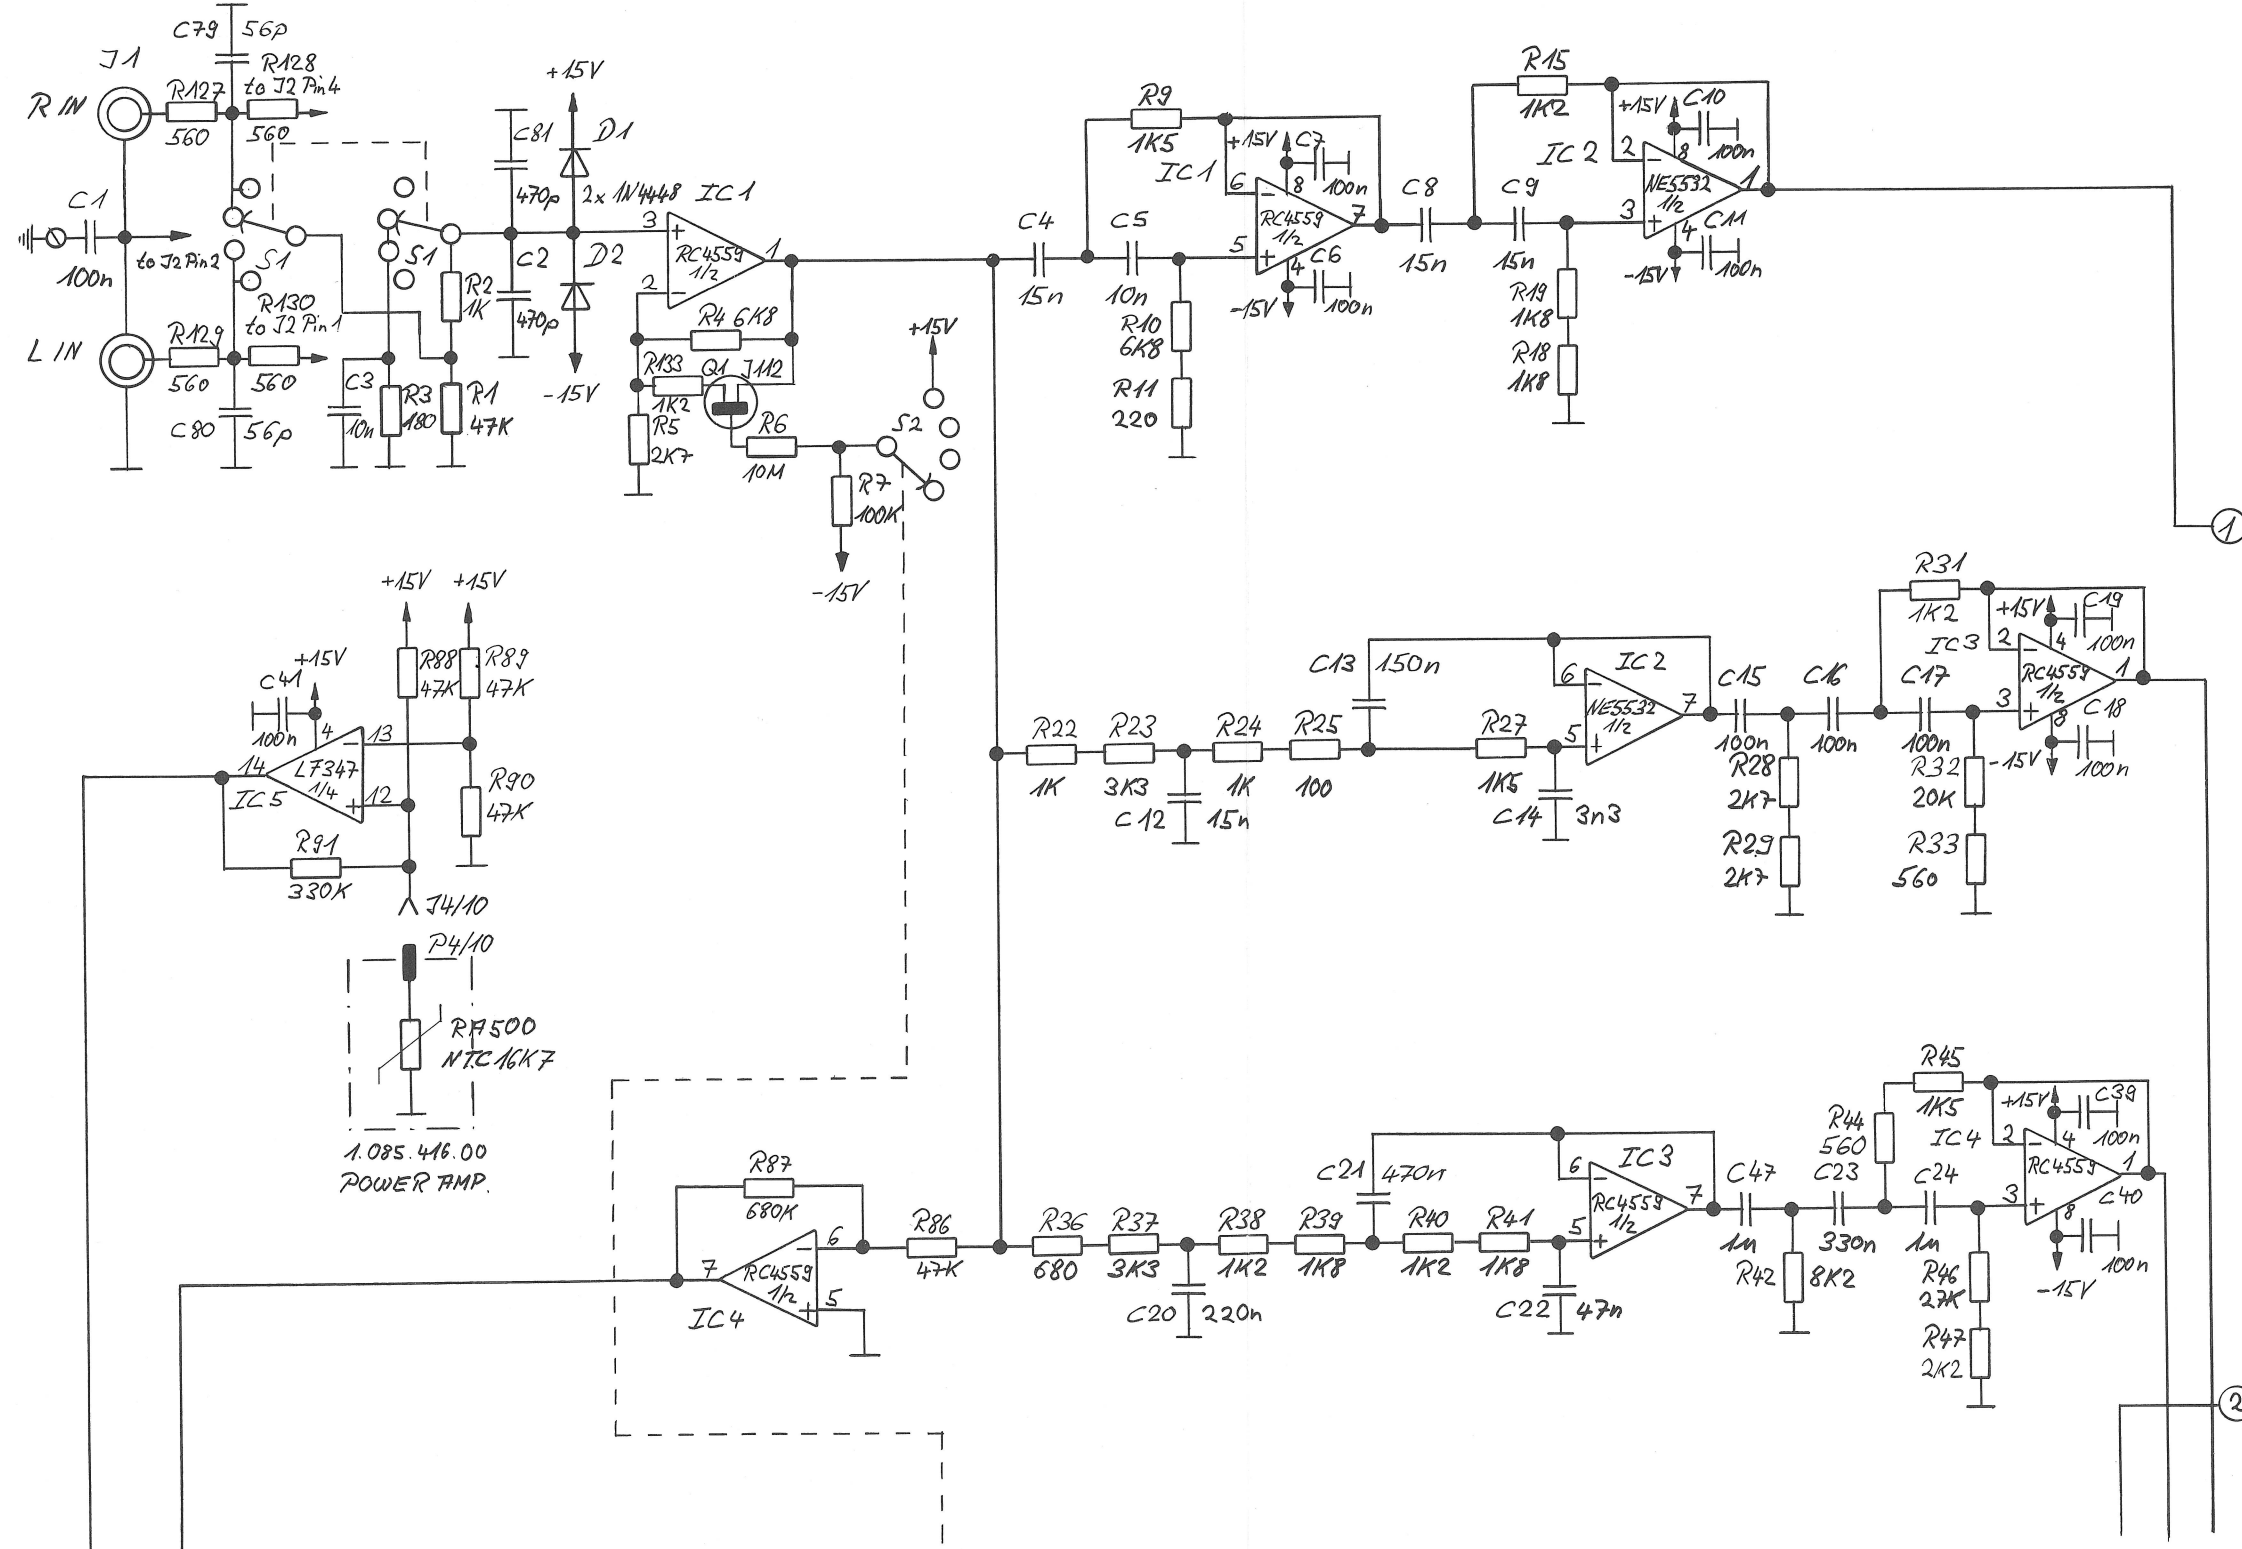 C79 56p
J1
R128
to J2 Pin4
R127
R IN
560
560
C1
100n
to J2 Pin2
S1
S1
R130
to J2 Pin1
R129
L IN
560
560
C80
56p
C3
10n
R3
180
R1
47K
R2
1K
+15V
C81
470p
D1
2x 1N4448
C2
470p
D2
-15V
IC1
3
+
RC4559
1/2
1
2
-
R4 6K8
R133
1K2
Q1
J112
R5
2K7
R6
10M
R7
100K
-15V
S2
+15V
C4
15n
R9
1K5
C5
10n
R10
6K8
R11
220
IC1
+15V
C7
100n
6
8
-
RC4559
1/2
7
5
+
4
C6
100n
-15V
C8
15n
R15
1K2
C9
15n
R19
1K8
R18
1K8
IC2
+15V
C10
100n
2
8
-
NE5532
1/2
1
3
+
4
C11
100n
-15V
1
+15V
+15V
R88
47K
R89
47K
+15V
C41
100n
4
13
-
LF347
1/4
14
IC5
+
12
R90
47K
R91
330K
J4/10
P4/10
RA500
NTC16K7
1.085.416.00
POWER AMP.
R22
1K
R23
3K3
C12
15n
R24
1K
R25
100
C13
150n
R27
1K5
C14
3n3
IC2
6
-
NE5532
1/2
7
5
+
C15
100n
R28
2K7
R29
2K7
C16
100n
R31
1K2
C17
100n
R32
20K
R33
560
IC3
+15V
C19
100n
2
4
-
RC4559
1/2
1
3
+
8
C18
100n
-15V
R87
680K
6
-
RC4559
1/2
7
5
+
IC4
R86
47K
R36
680
R37
3K3
C20
220n
R38
1K2
R39
1K8
C21
470n
R40
1K2
R41
1K8
C22
47n
IC3
6
-
RC4559
1/2
7
5
+
C47
1u
R42
8K2
C23
330n
R44
560
R45
1K5
C24
1u
R46
27K
R47
2K2
IC4
+15V
C39
100n
2
4
-
RC4559
1/2
1
3
+
8
C40
100n
-15V
2